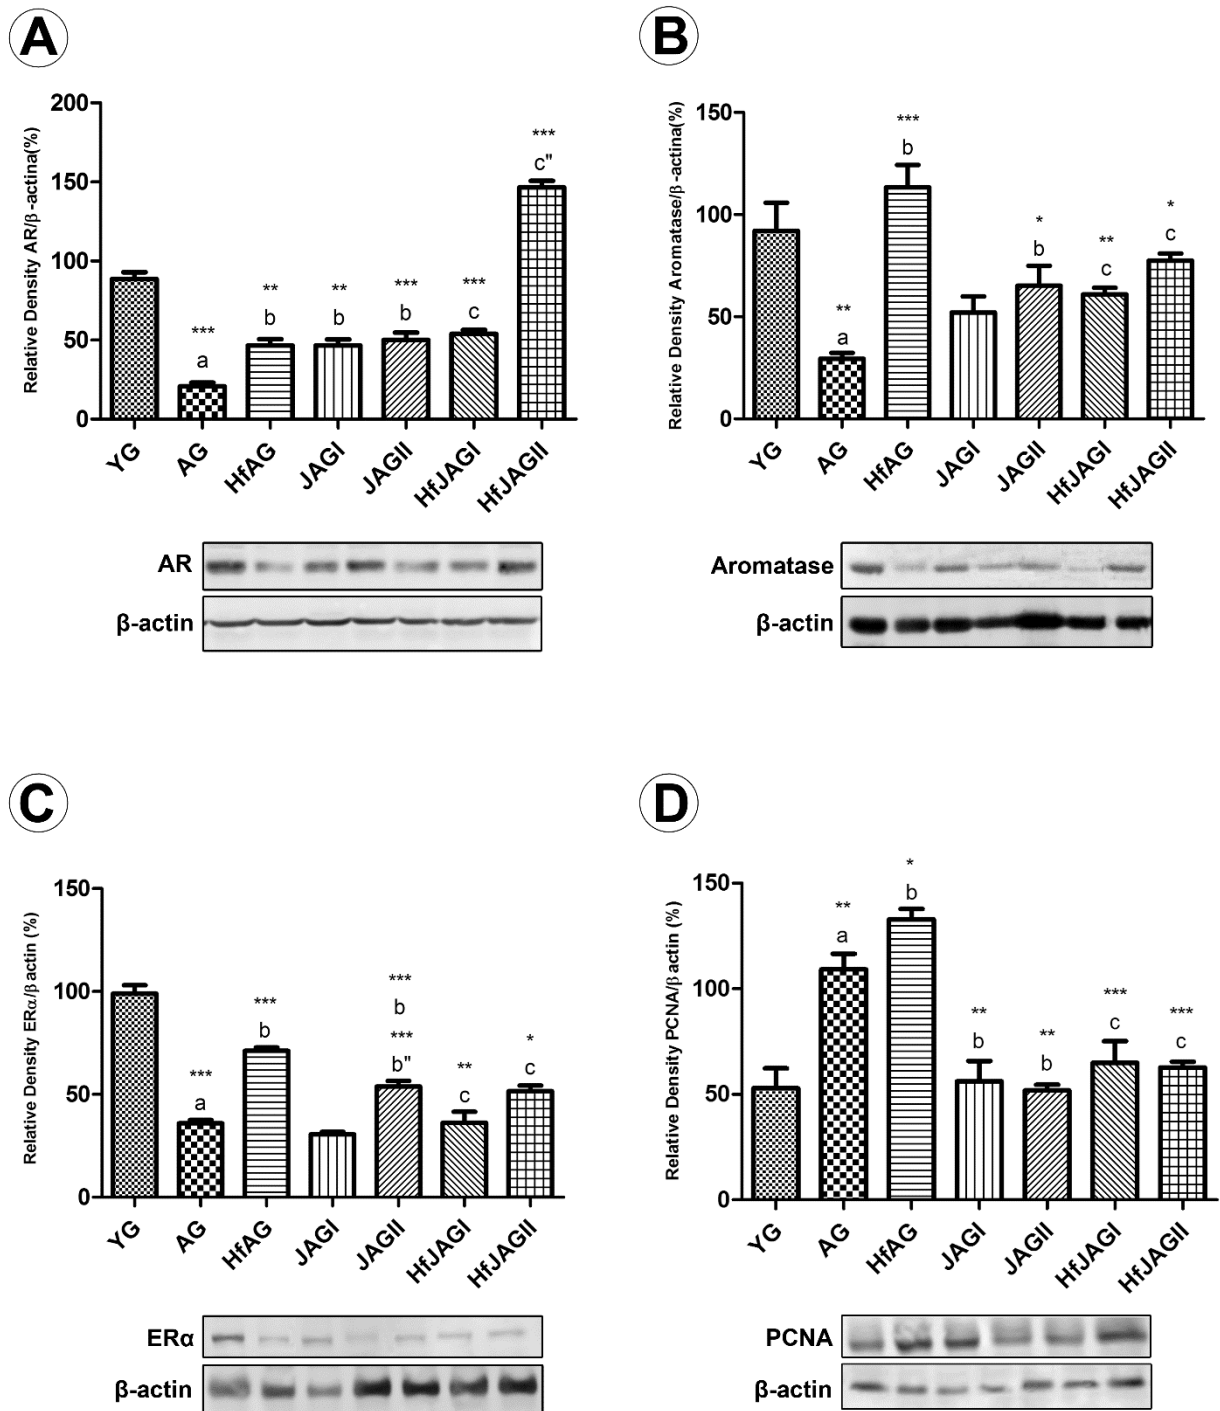 A
Relative Density AR/β-actina(%)
200
150
100
50
0
***
a
**
b
**
b
***
b
***
c
***
c"
YG
AG
HfAG
JAGI
JAGII
HfJAGI
HfJAGII
AR
β-actin
B
Relative Density Aromatase/β-actina(%)
150
100
50
0
**
a
***
b
*
b
**
c
*
c
YG
AG
HfAG
JAGI
JAGII
HfJAGI
HfJAGII
Aromatase
β-actin
C
Relative Density ERα/β actin (%)
150
100
50
0
***
a
***
b
***
b
***
b"
**
c
*
c
YG
AG
HfAG
JAGI
JAGII
HfJAGI
HfJAGII
ERα
β-actin
D
Relative Density PCNA/β actin (%)
150
100
50
0
**
a
*
b
**
b
**
b
***
c
***
c
YG
AG
HfAG
JAGI
JAGII
HfJAGI
HfJAGII
PCNA
β-actin